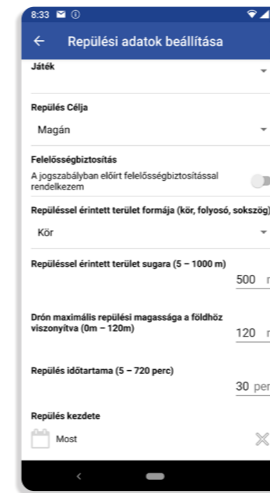 8:33
Repülési adatok beállítása
Játék
Repülés Célja
Magán
Felelősségbiztosítás
A jogszabályban előírt felelősségbiztosítással
rendelkezem
Repüléssel érintett terület formája (kör, folyosó, sokszög)
Kör
Repüléssel érintett terület sugara (5 – 1000 m)
500
Drón maximális repülési magassága a földhöz
viszonyítva (0m – 120m)
120
Repülés időtartama (5 – 720 perc)
30 per
Repülés kezdete
Most